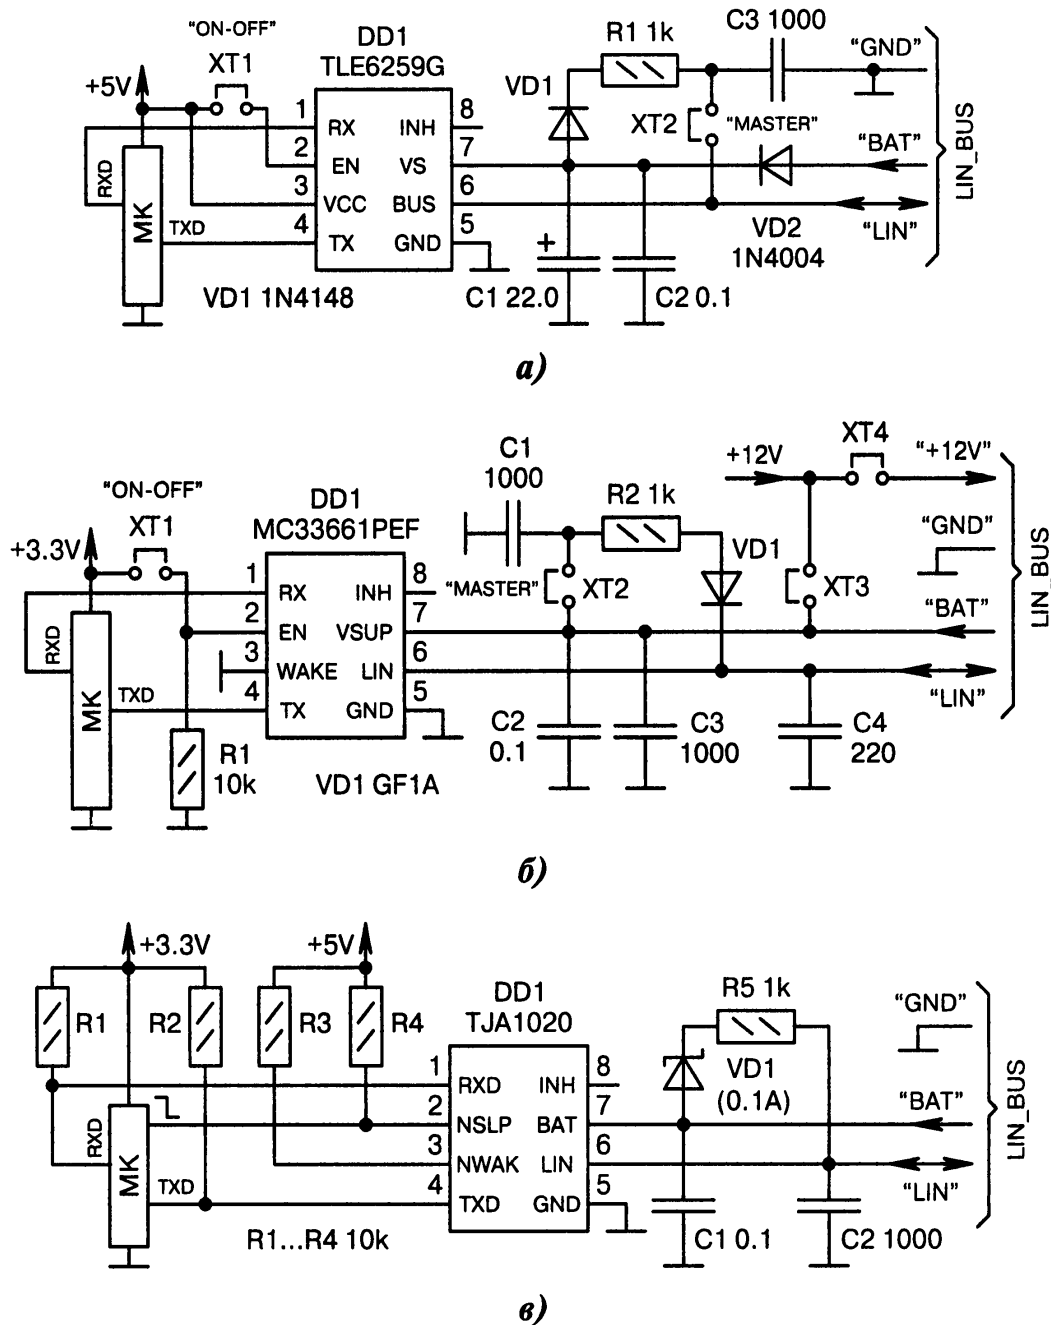 C3 1000
"ON-OFF"
DD1
TLE6259G
R1 1k
"GND"
XT1
+5V
VD1
1
RX
INH
8
XT2
"MASTER"
2
EN
VS
7
"BAT"
RXD
3
VCC
BUS
6
LIN_BUS
MK
TXD
4
TX
GND
5
VD2
1N4004
"LIN"
+
VD1 1N4148
C1 22.0
C2 0.1
а)
XT4
C1
1000
+12V
"+12V"
"ON-OFF"
DD1
MC33661PEF
R2 1k
XT1
"GND"
+3.3V
VD1
1
RX
INH
8
"MASTER"
XT2
XT3
2
EN
VSUP
7
"BAT"
LIN_BUS
RXD
3
WAKE
LIN
6
MK
TXD
4
TX
GND
5
"LIN"
R1
10k
C2
0.1
C3
1000
C4
220
VD1 GF1A
б)
+3.3V
+5V
DD1
TJA1020
R5 1k
"GND"
R1
R2
R3
R4
1
RXD
INH
8
VD1
(0.1A)
2
NSLP
BAT
7
"BAT"
LIN_BUS
RXD
3
NWAK
LIN
6
MK
TXD
4
TXD
GND
5
"LIN"
R1...R4 10k
C1 0.1
C2 1000
в)